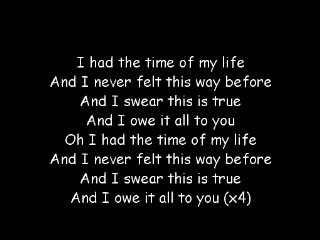 I had the time of my life
And I never felt this way before
And I swear this is true
And I owe it all to you
Oh I had the time of my life
And I never felt this way before
And I swear this is true
And I owe it all to you (x4)